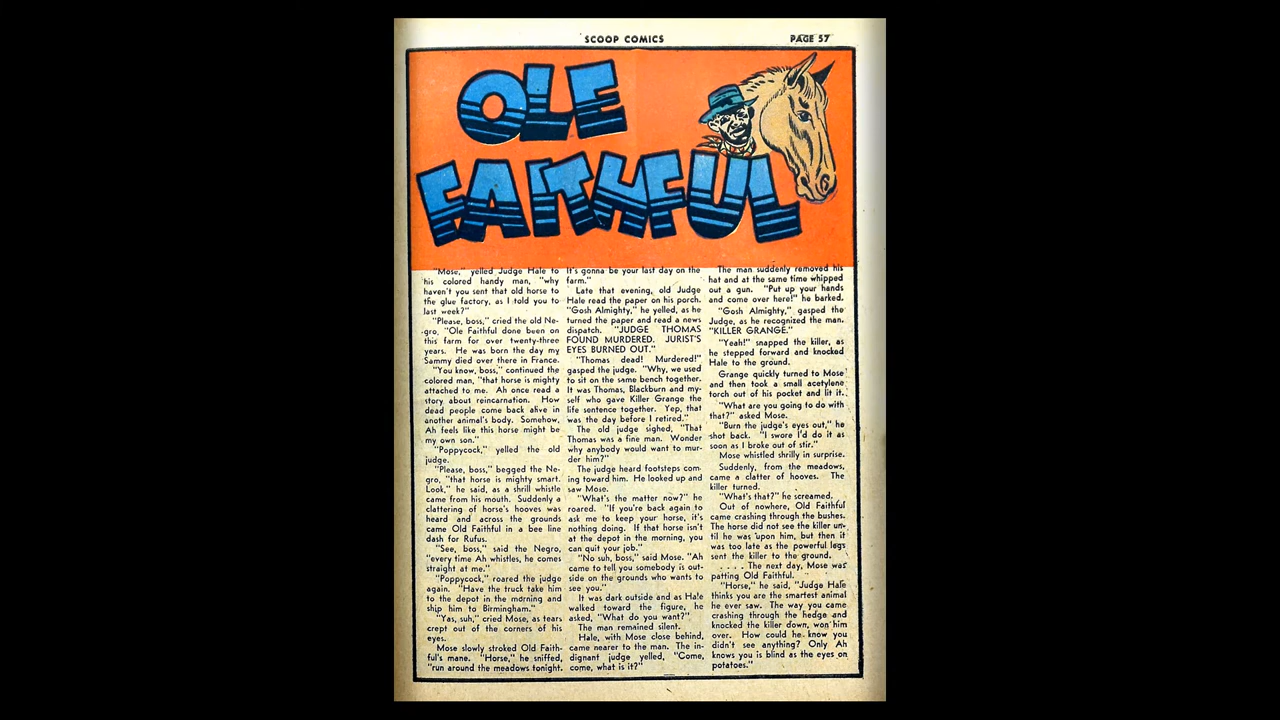 SCOOP COMICS
PAGE 57
OLE
FAITHFUL
"Mose," yelled Judge Hale to
his colored handy man, "why
haven't you sent that old horse to
the glue factory, as I told you to
last week?"
"Please, boss," cried the old Ne-
gro, "Ole Faithful done been on
this farm for over twenty-three
years. He was born the day my
Sammy died over there in France.
"You know, boss," continued the
colored man, "that horse is mighty
attached to me. Ah once read a
story about reincarnation. How
dead people come back alive in
another animal's body. Somehow,
Ah feels like this horse might be
my own son."
"Poppycock," yelled the old
judge.
"Please, boss," begged the Ne-
gro, "that horse is mighty smart.
Look," he said, as a shrill whistle
came from his mouth. Suddenly a
clattering of horse's hooves was
heard and across the grounds
came Old Faithful in a bee line
dash for Rufus.
"See, boss," said the Negro,
"every time Ah whistles, he comes
straight at me."
"Poppycock," roared the judge
again. "Have the truck take him
to the depot in the morning and
ship him to Birmingham."
"Yas, suh," cried Mose, as tears
crept out of the corners of his
eyes.
Mose slowly stroked Old Faith-
ful's mane. "Horse," he sniffed,
"run around the meadows tonight.
It's gonna be your last day on the
farm."
Late that evening, old Judge
Hale read the paper on his porch.
"Gosh Almighty," he yelled, as he
turned the paper and read a news
dispatch. "JUDGE THOMAS
FOUND MURDERED. JURIST'S
EYES BURNED OUT."
"Thomas dead! Murdered!"
gasped the judge. "Why, we used
to sit on the same bench together.
It was Thomas, Blackburn and my-
self who gave Killer Grange the
life sentence together. Yep, that
was the day before I retired."
The old judge sighed, "That
Thomas was a fine man. Wonder
why anybody would want to mur-
der him?"
The judge heard footsteps com-
ing toward him. He looked up and
saw Mose.
"What's the matter now?" he
roared. "If you're back again to
ask me to keep your horse, it's
nothing doing. If that horse isn't
at the depot in the morning, you
can quit your job."
"No suh, boss," said Mose. "Ah
came to tell you somebody is out-
side on the grounds who wants to
see you."
It was dark outside and as Hale
walked toward the figure, he
asked, "What do you want?"
The man remained silent.
Hale, with Mose close behind,
came nearer to the man. The in-
dignant judge yelled, "Come,
come, what is it?"
The man suddenly removed his
hat and at the same time whipped
out a gun. "Put up your hands
and come over here!" he barked.
"Gosh Almighty," gasped the
Judge, as he recognized the man.
"KILLER GRANGE."
"Yeah!" snapped the killer, as
he stepped forward and knocked
Hale to the ground.
Grange quickly turned to Mose
and then took a small acetylene
torch out of his pocket and lit it.
"What are you going to do with
that?" asked Mose.
"Burn the judge's eyes out," he
shot back. "I swore I'd do it as
soon as I broke out of stir."
Mose whistled shrilly in surprise.
Suddenly, from the meadows,
came a clatter of hooves. The
killer turned.
"What's that?" he screamed.
Out of nowhere, Old Faithful
came crashing through the bushes.
The horse did not see the killer un-
til he was upon him, but then it
was too late as the powerful legs
sent the killer to the ground.
. . . . The next day, Mose was
patting Old Faithful.
"Horse," he said, "Judge Hale
thinks you are the smartest animal
he ever saw. The way you came
crashing through the hedge and
knocked the killer down, won him
over. How could he know you
didn't see anything? Only Ah
knows you is blind as the eyes on
potatoes."